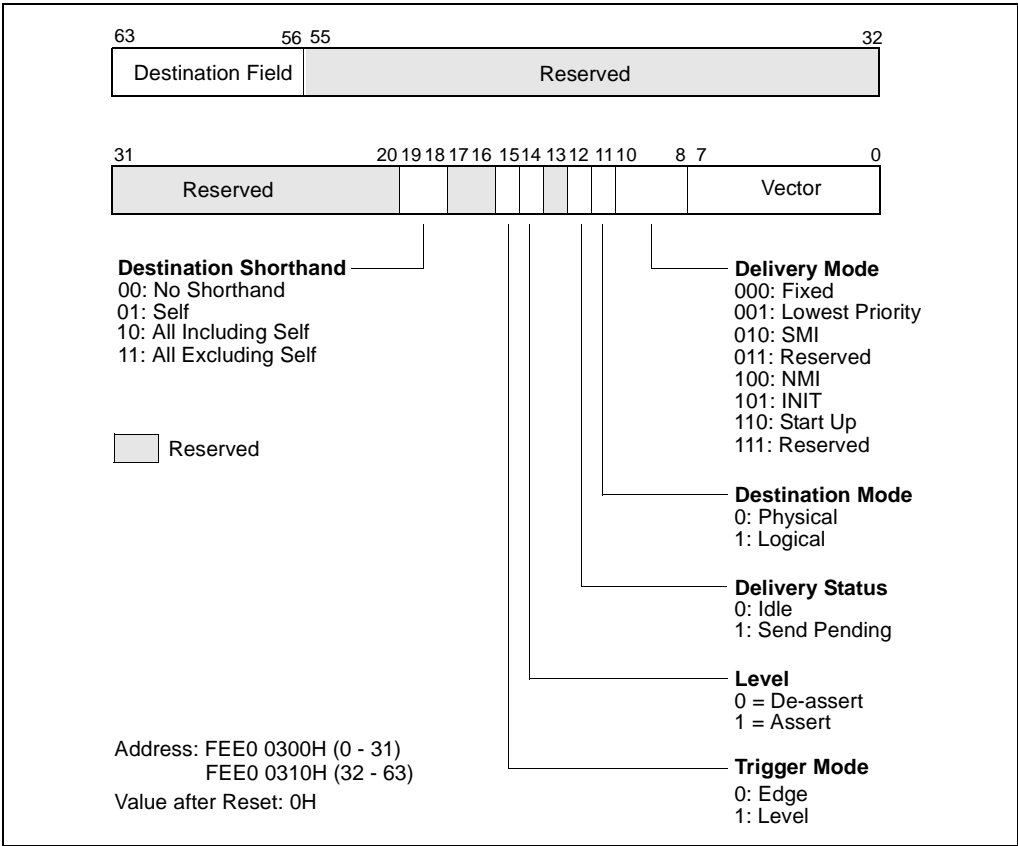 63 56 55 32
Destination Field Reserved
31 20 19 18 17 16 15 14 13 12 11 10 8 7 0
Reserved Vector
Destination Shorthand
00: No Shorthand
01: Self
10: All Including Self
11: All Excluding Self
Reserved
Delivery Mode
000: Fixed
001: Lowest Priority
010: SMI
011: Reserved
100: NMI
101: INIT
110: Start Up
111: Reserved
Destination Mode
0: Physical
1: Logical
Delivery Status
0: Idle
1: Send Pending
Level
0 = De-assert
1 = Assert
Trigger Mode
0: Edge
1: Level
Address: FEE0 0300H (0 - 31)
FEE0 0310H (32 - 63)
Value after Reset: 0H